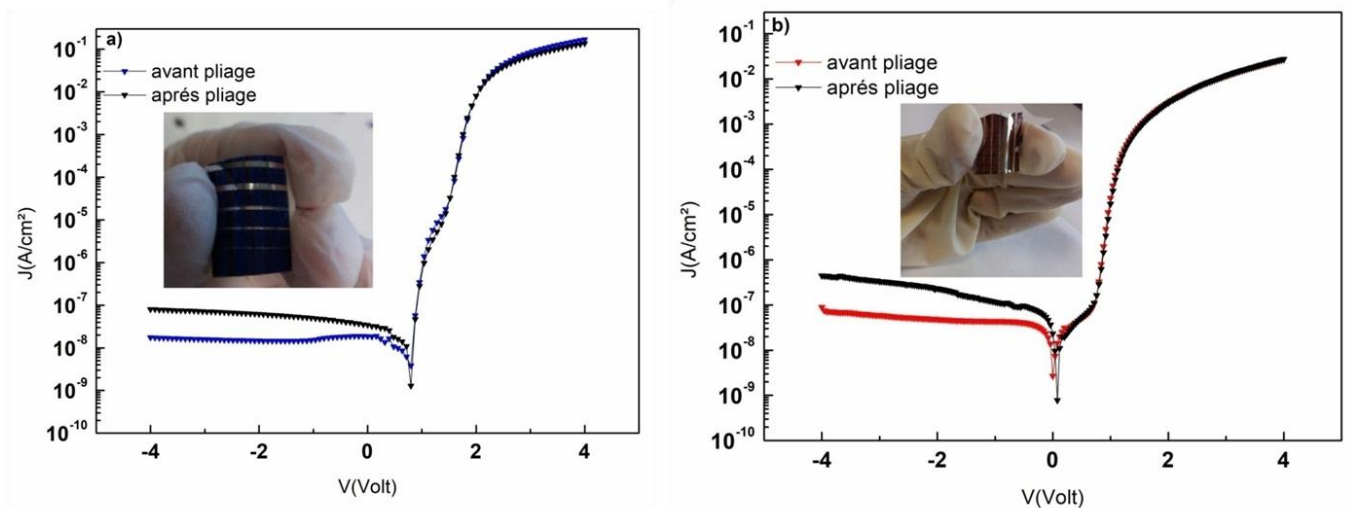 a)
avant pliage
aprés pliage
10⁻¹
10⁻²
10⁻³
10⁻⁴
10⁻⁵
10⁻⁶
10⁻⁷
10⁻⁸
10⁻⁹
10⁻¹⁰
J(A/cm²)
-4 -2 0 2 4
V(Volt)
b)
avant pliage
aprés pliage
10⁻¹
10⁻²
10⁻³
10⁻⁴
10⁻⁵
10⁻⁶
10⁻⁷
10⁻⁸
10⁻⁹
10⁻¹⁰
J(A/cm²)
-4 -2 0 2 4
V(Volt)